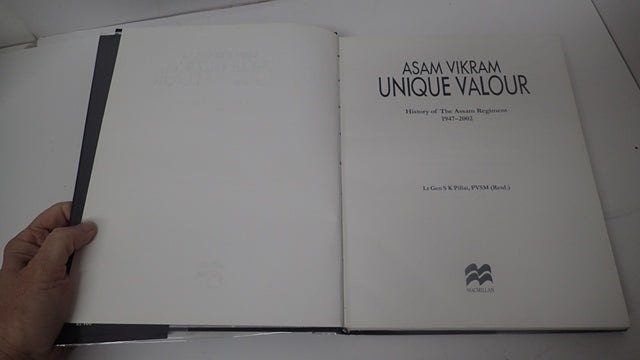 ASAM VIKRAM
UNIQUE VALOUR
History of The Assam Regiment
1947–2002
Lt Gen S K Pillai, PVSM (Retd.)
MACMILLAN